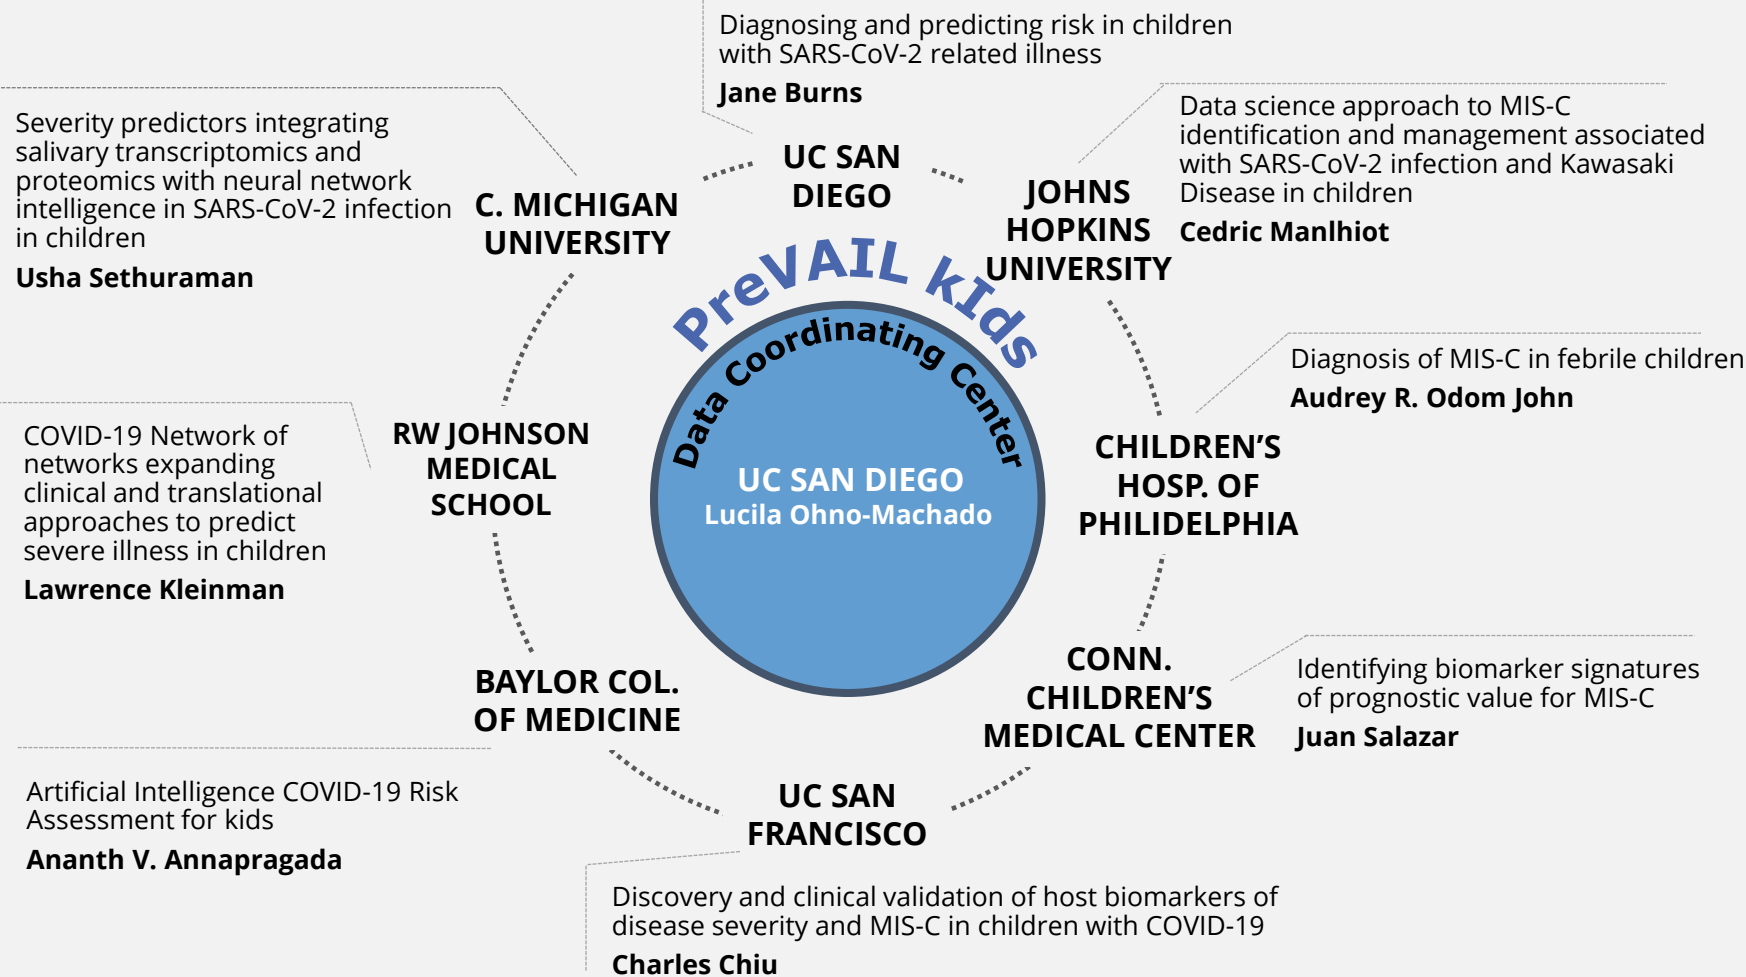 Diagnosing and predicting risk in children
with SARS-CoV-2 related illness
Jane Burns
UC SAN
DIEGO
Data science approach to MIS-C
identification and management associated
with SARS-CoV-2 infection and Kawasaki
Disease in children
Cedric Manlhiot
JOHNS
HOPKINS
UNIVERSITY
Diagnosis of MIS-C in febrile children
Audrey R. Odom John
CHILDREN’S
HOSP. OF
PHILIDELPHIA
Identifying biomarker signatures
of prognostic value for MIS-C
Juan Salazar
CONN.
CHILDREN’S
MEDICAL CENTER
UC SAN
FRANCISCO
Discovery and clinical validation of host biomarkers of
disease severity and MIS-C in children with COVID-19
Charles Chiu
BAYLOR COL.
OF MEDICINE
Artificial Intelligence COVID-19 Risk
Assessment for kids
Ananth V. Annapragada
RW JOHNSON
MEDICAL
SCHOOL
COVID-19 Network of
networks expanding
clinical and translational
approaches to predict
severe illness in children
Lawrence Kleinman
C. MICHIGAN
UNIVERSITY
Severity predictors integrating
salivary transcriptomics and
proteomics with neural network
intelligence in SARS-CoV-2 infection
in children
Usha Sethuraman
PreVAIL kIds
Data Coordinating Center
UC SAN DIEGO
Lucila Ohno-Machado